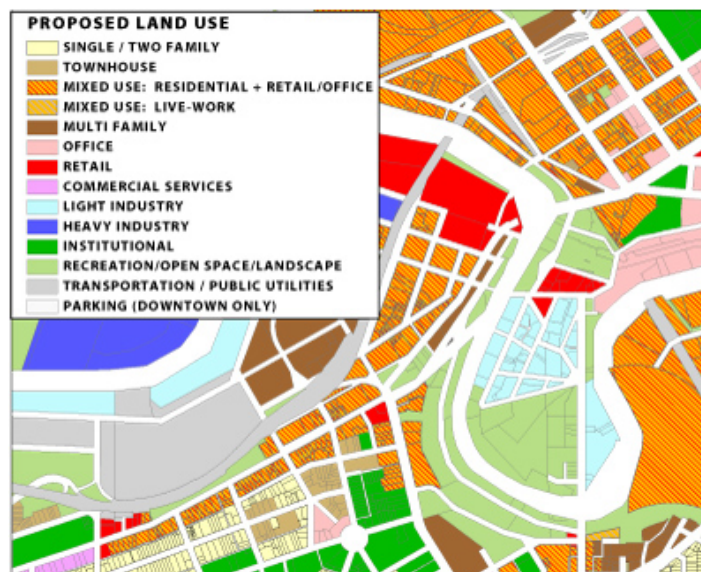 PROPOSED LAND USE
SINGLE / TWO FAMILY
TOWNHOUSE
MIXED USE: RESIDENTIAL + RETAIL/OFFICE
MIXED USE: LIVE-WORK
MULTI FAMILY
OFFICE
RETAIL
COMMERCIAL SERVICES
LIGHT INDUSTRY
HEAVY INDUSTRY
INSTITUTIONAL
RECREATION/OPEN SPACE/LANDSCAPE
TRANSPORTATION / PUBLIC UTILITIES
PARKING (DOWNTOWN ONLY)